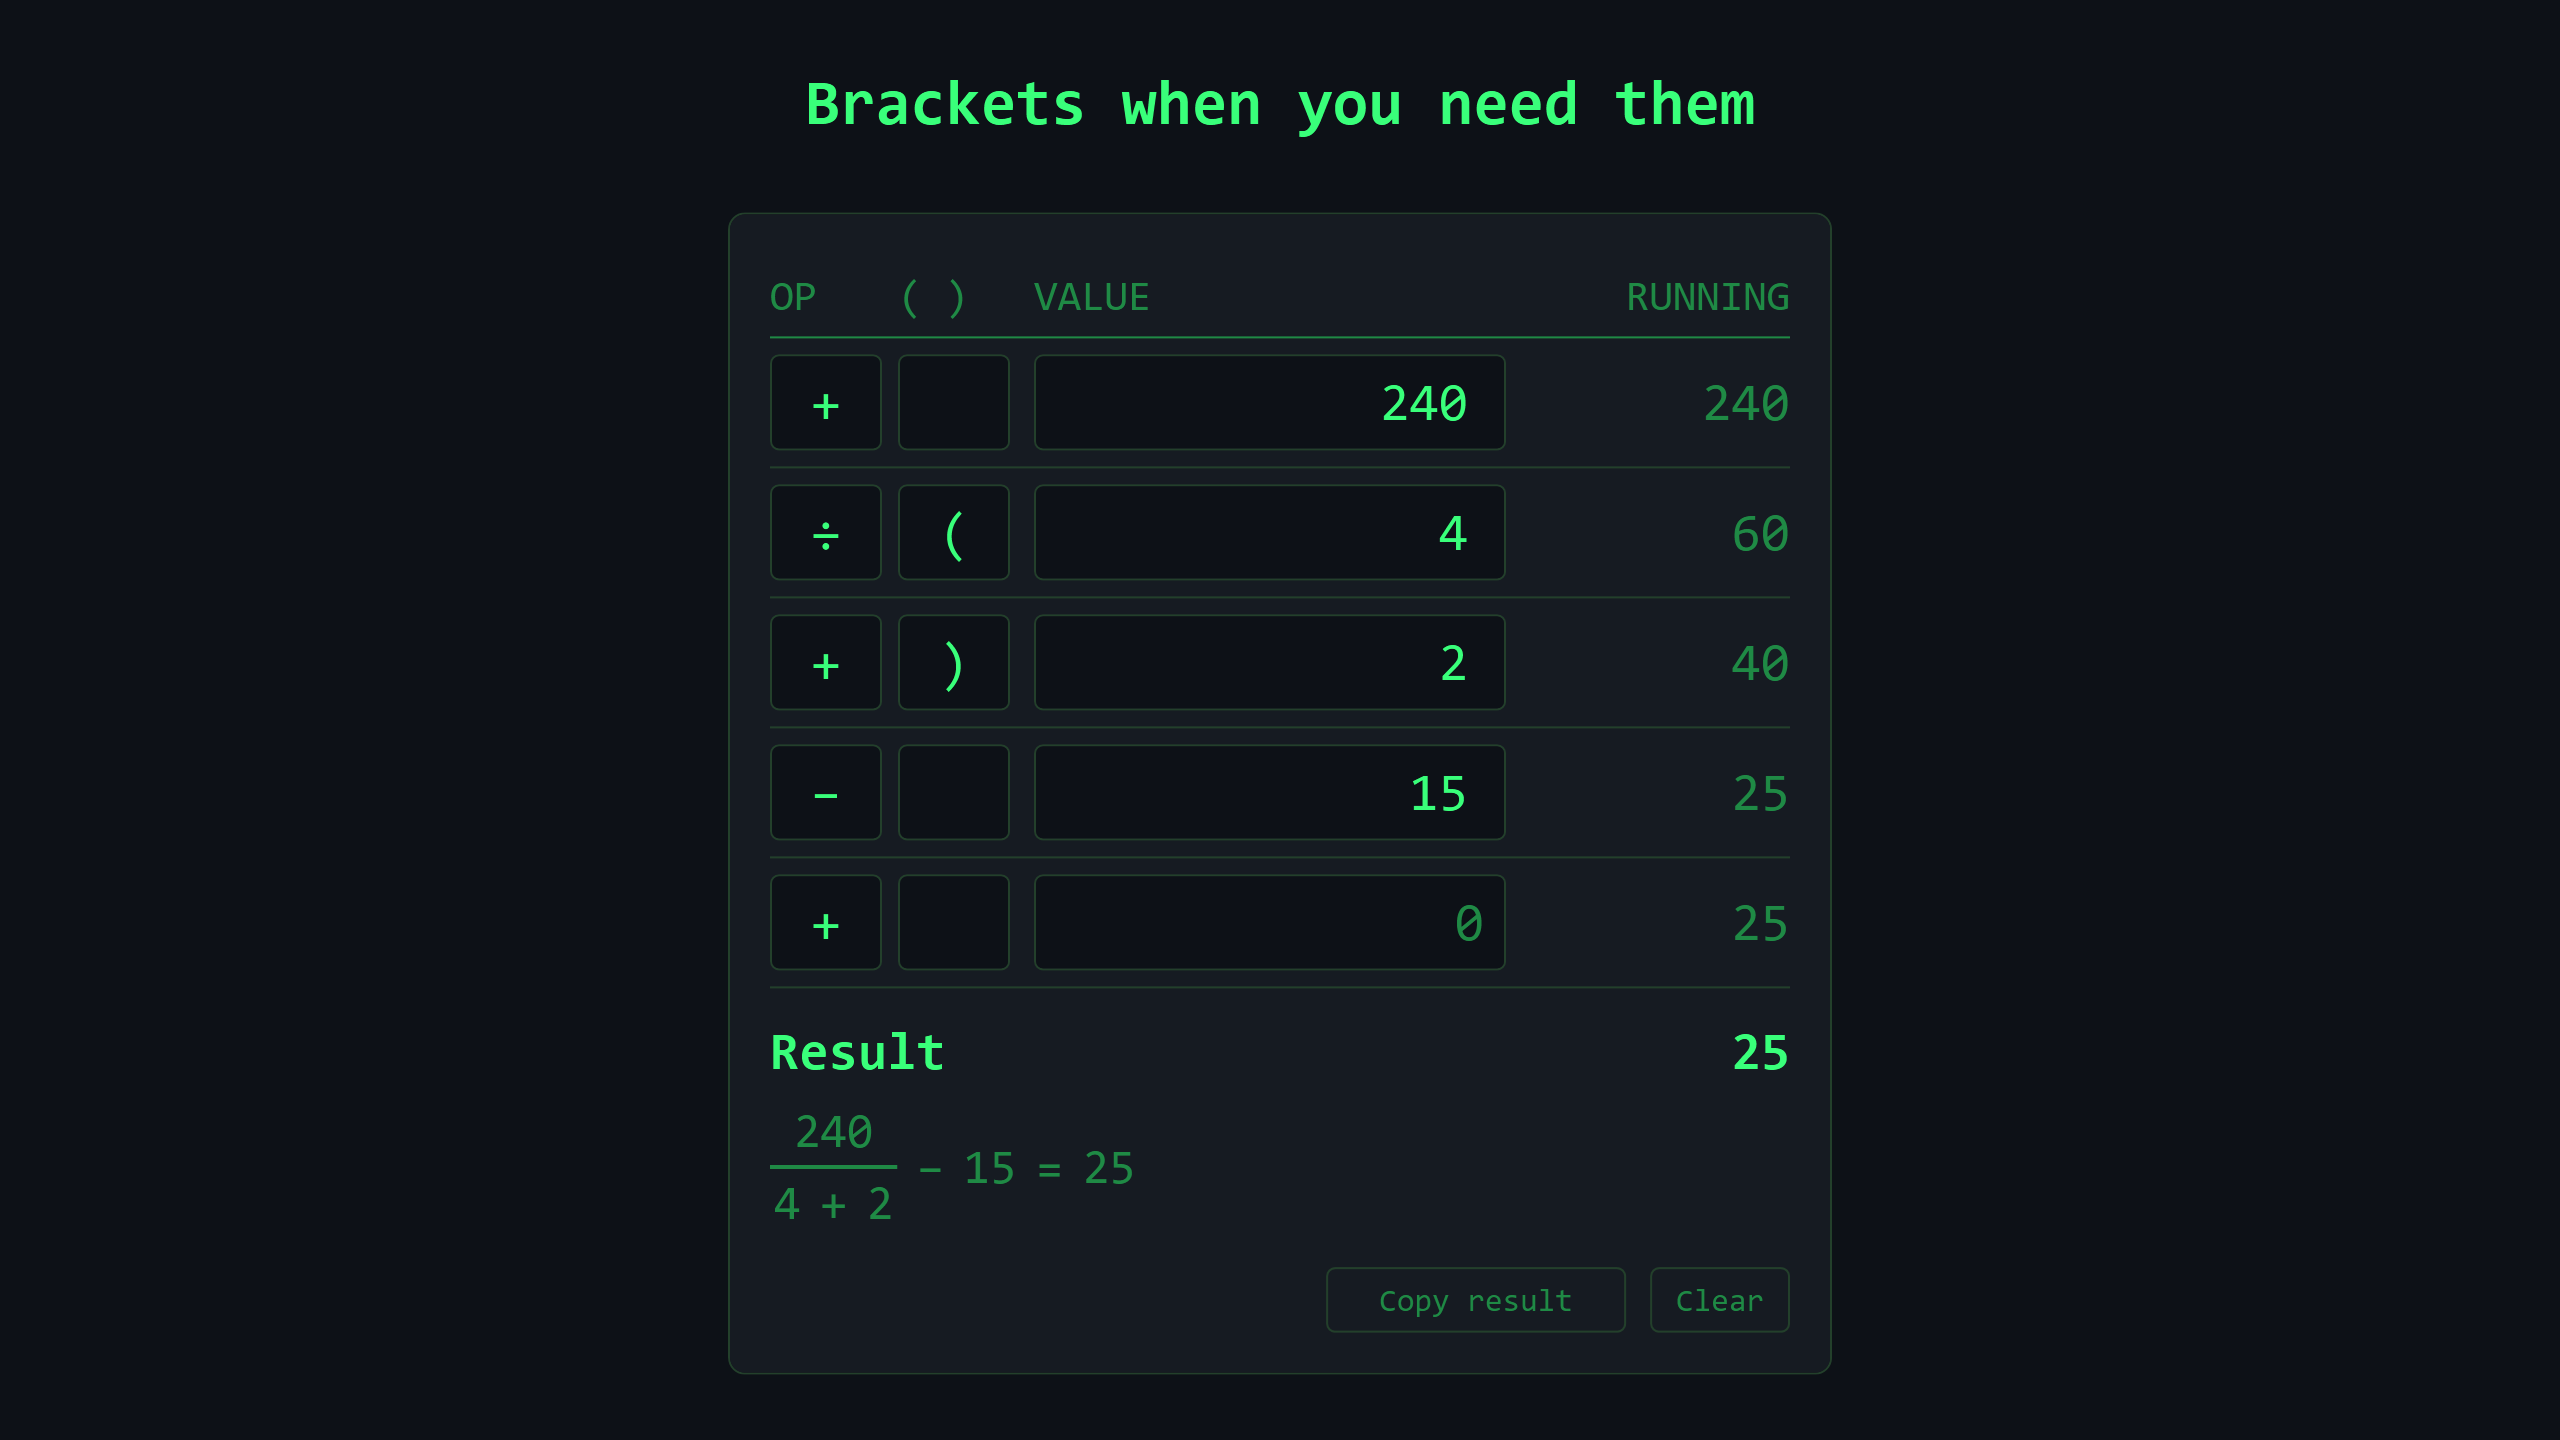 Brackets when you need them
OP ( ) VALUE RUNNING
+ 240 240
÷ ( 4 60
+ ) 2 40
− 15 25
+ 0 25
Result 25
240
4 + 2
− 15 = 25
Copy result Clear